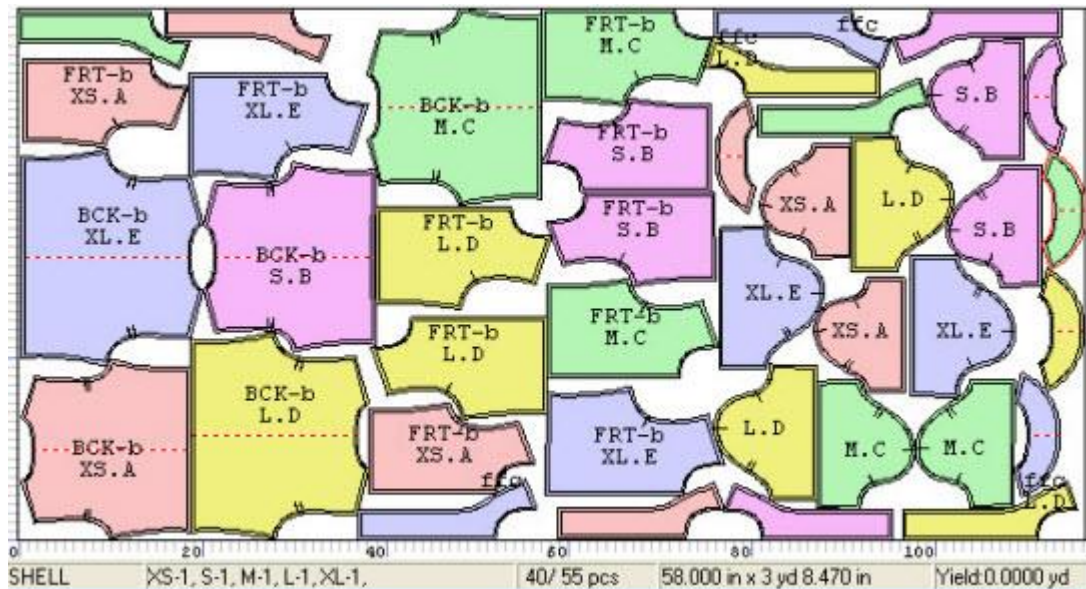 FRT-b
M.C
ffc
ffc
L.D
FRT-b
XS.A
FRT-b
XL.E
BCK-b
M.C
S.B
FRT-b
S.B
BCK-b
XL.E
BCK-b
S.B
FRT-b
L.D
FRT-b
S.B
XS.A
L.D
S.B
XL.E
FRT-b
L.D
FRT-b
M.C
XS.A
XL.E
BCK-b
L.D
BCK-b
XS.A
FRT-b
XS.A
FRT-b
XL.E
L.D
M.C
M.C
ffc
ffc
L.D
0 20 40 60 80 100
SHELL XS-1, S-1, M-1, L-1, XL-1, 40/ 55 pcs 58.000 in x 3 yd 8.470 in Yield:0.0000 yd